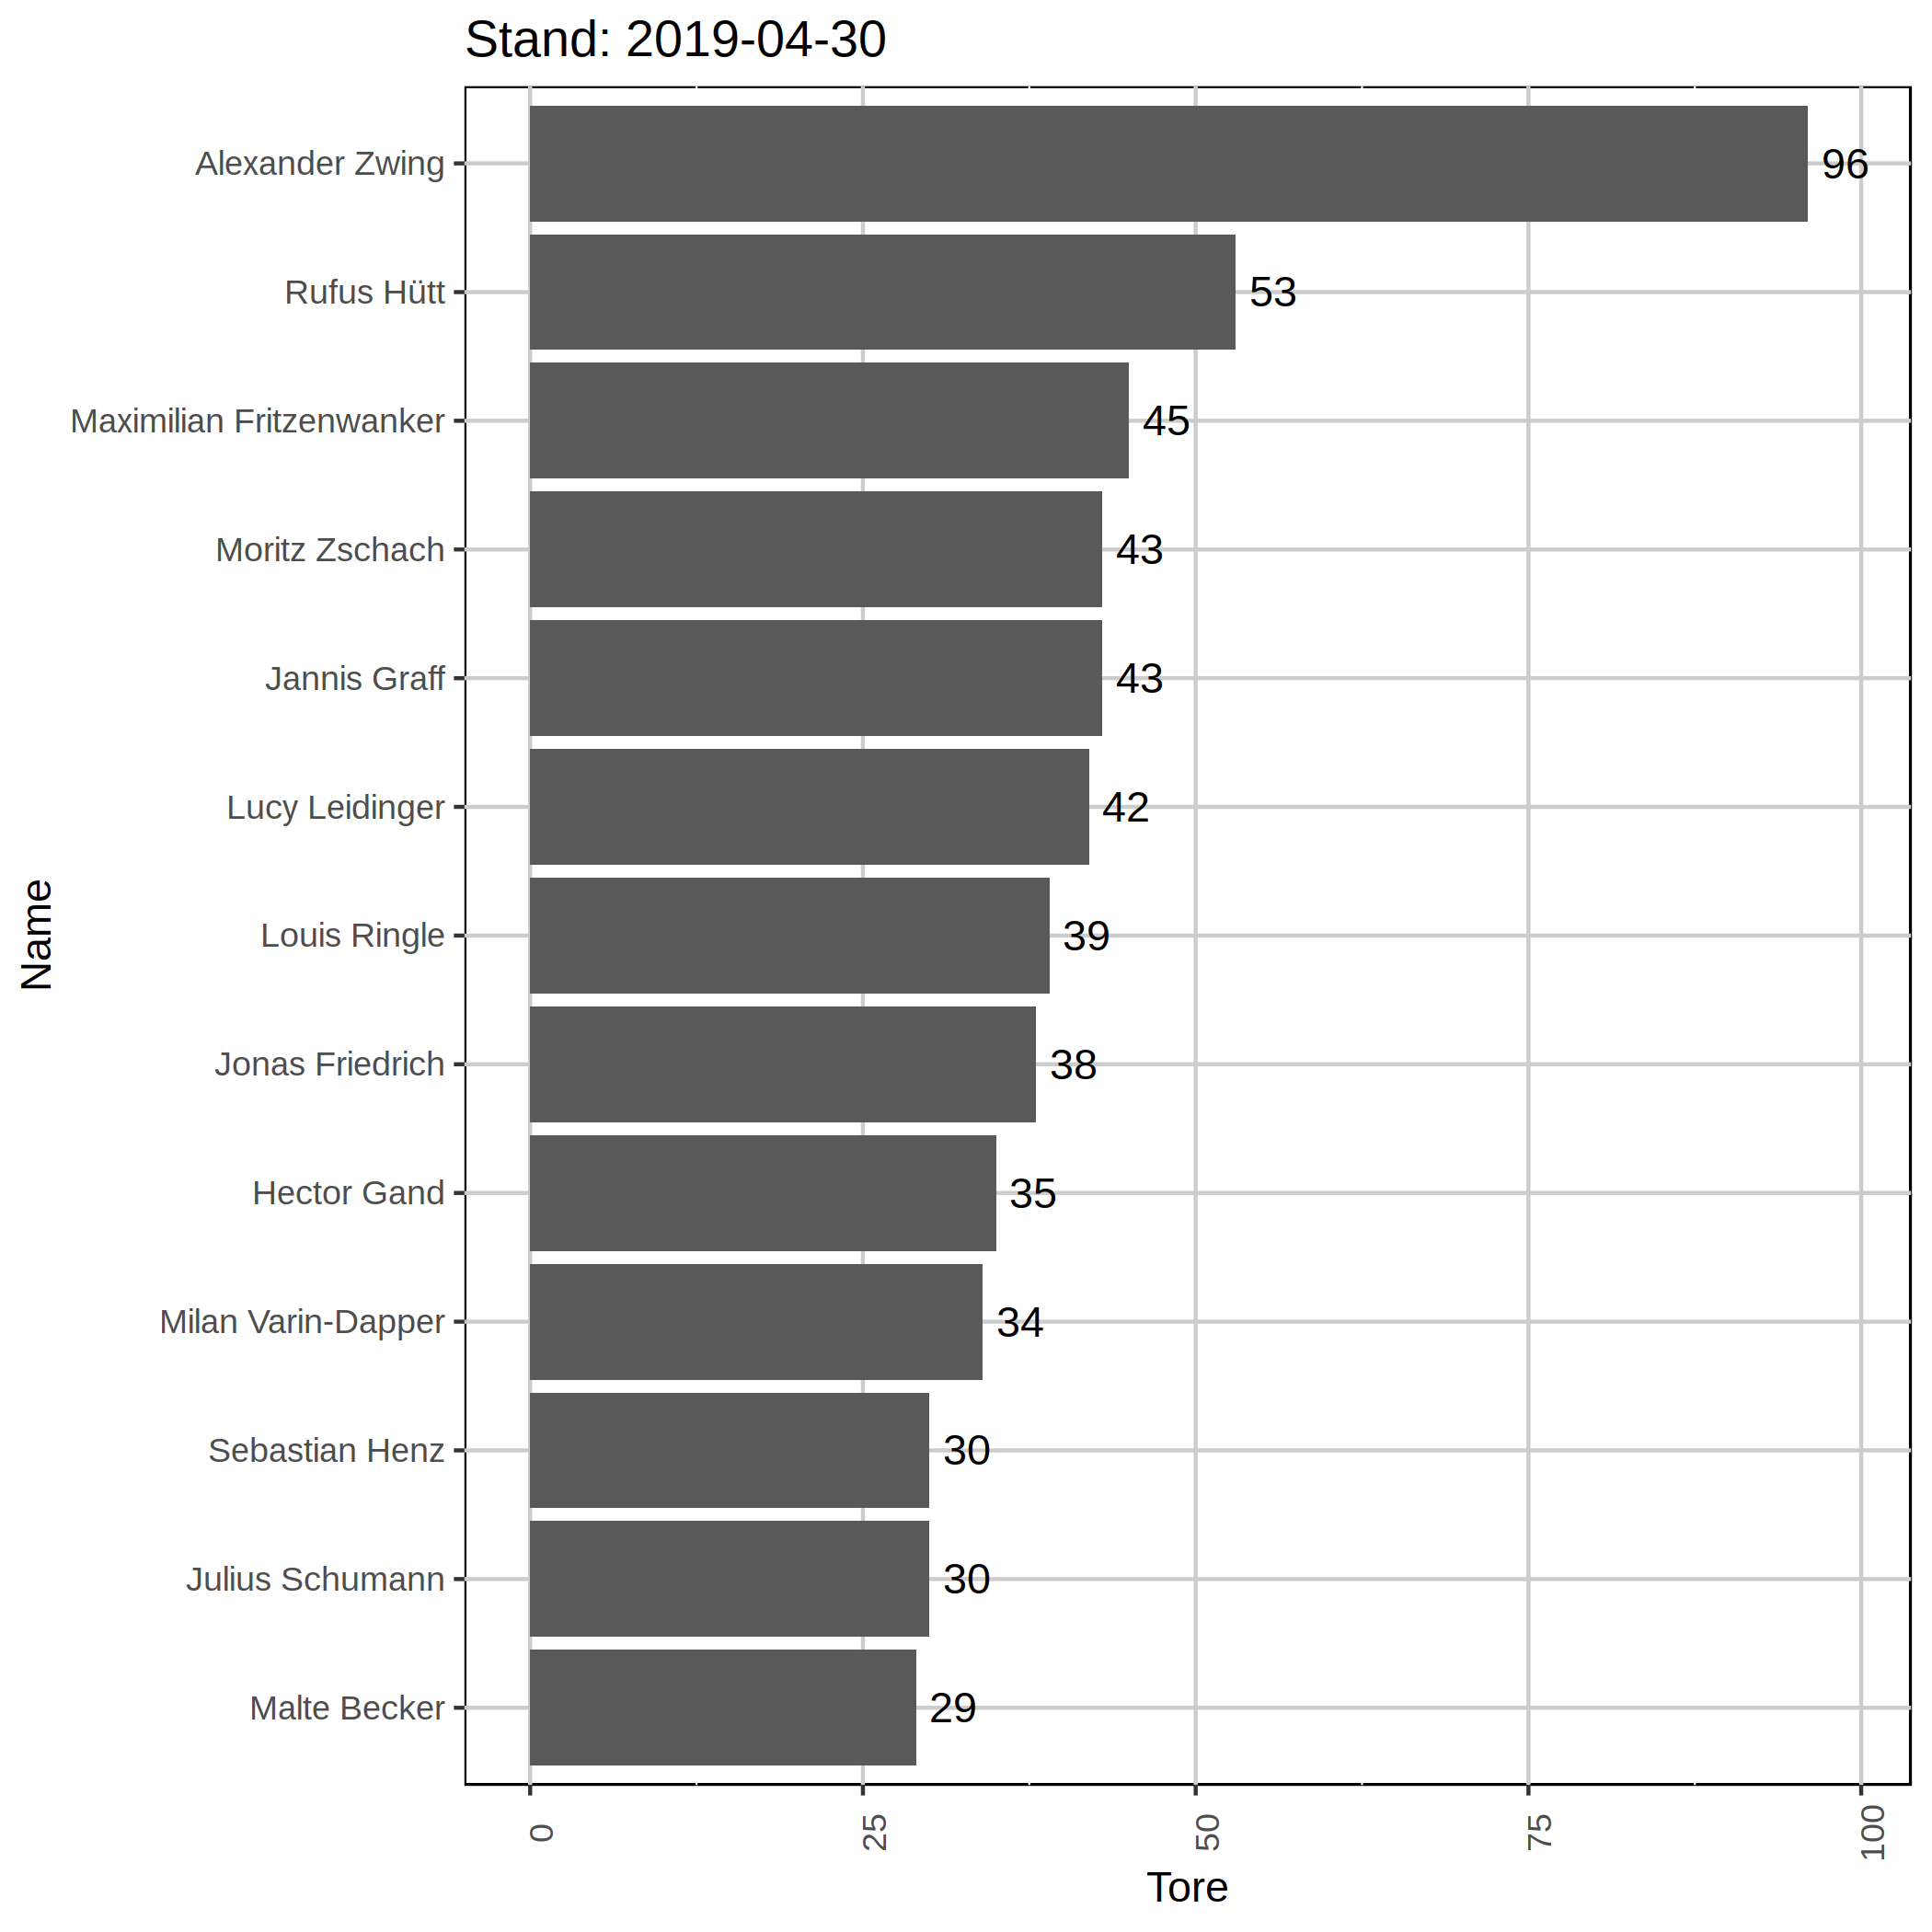 Stand: 2019-04-30
Alexander Zwing 96
Rufus Hütt 53
Maximilian Fritzenwanker 45
Moritz Zschach 43
Jannis Graff 43
Lucy Leidinger 42
Louis Ringle 39
Jonas Friedrich 38
Hector Gand 35
Milan Varin-Dapper 34
Sebastian Henz 30
Julius Schumann 30
Malte Becker 29
Name
0 25 50 75 100
Tore